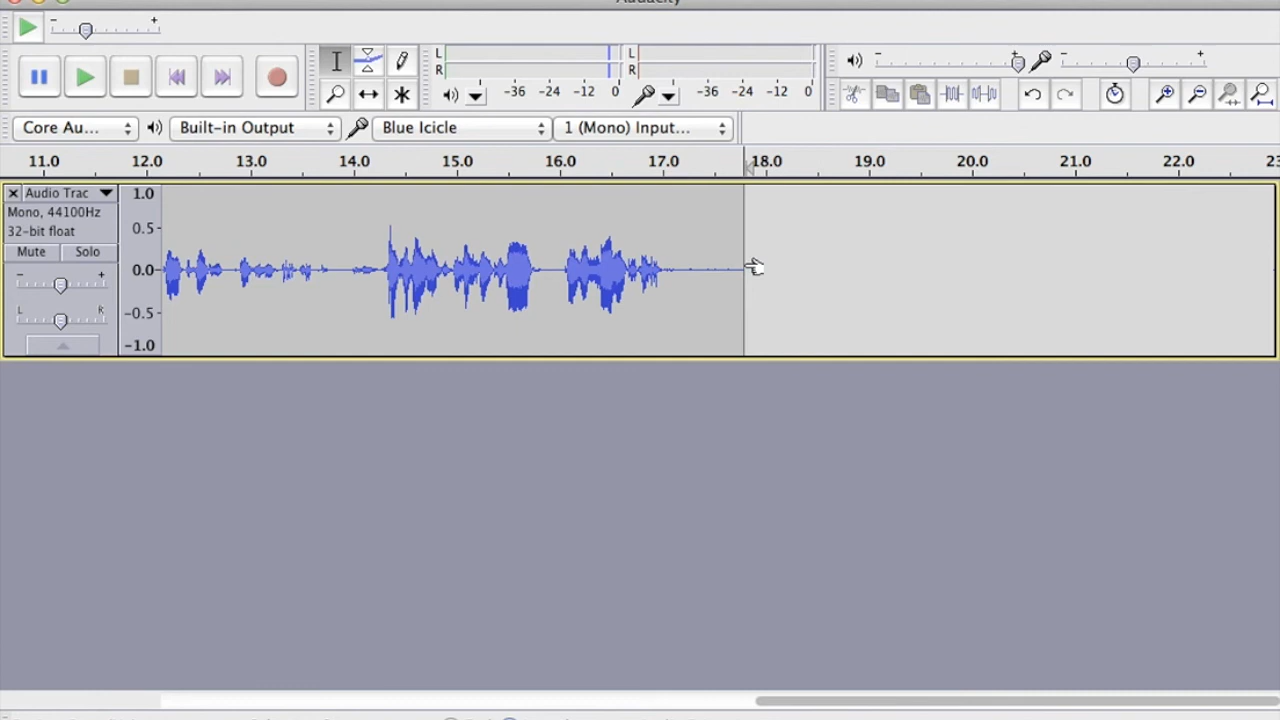 Audacity
- +
L
R
-36 -24 -12 0
L
R
-36 -24 -12 0
- +
- +
Core Au...
Built-in Output
Blue Icicle
1 (Mono) Input...
11.0 12.0 13.0 14.0 15.0 16.0 17.0 18.0 19.0 20.0 21.0 22.0 23
Audio Trac
Mono, 44100Hz
32-bit float
Mute Solo
- +
L R
1.0
0.5-
0.0-
-0.5-
-1.0